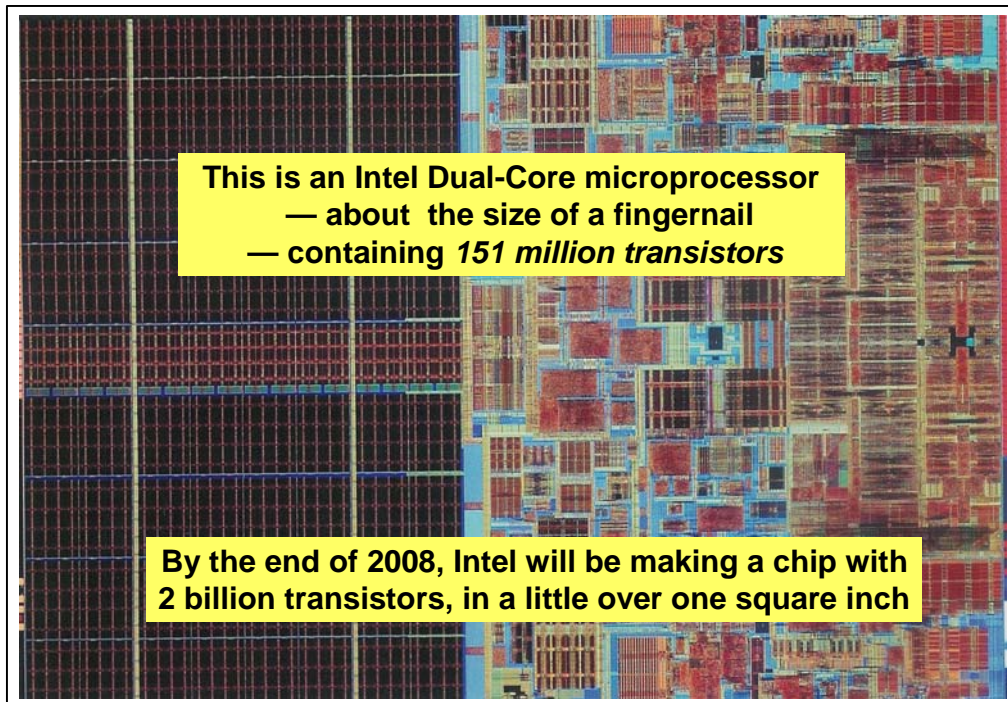 This is an Intel Dual-Core microprocessor
— about the size of a fingernail
— containing 151 million transistors
By the end of 2008, Intel will be making a chip with
2 billion transistors, in a little over one square inch